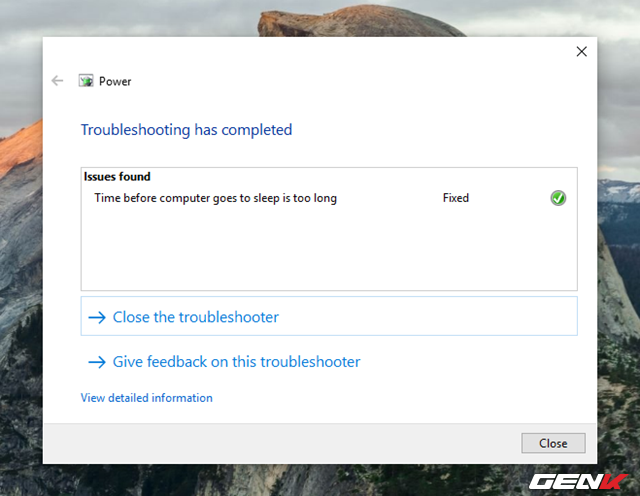 Power
Troubleshooting has completed
Issues found
Time before computer goes to sleep is too long Fixed
Close the troubleshooter
Give feedback on this troubleshooter
View detailed information
Close
GENK